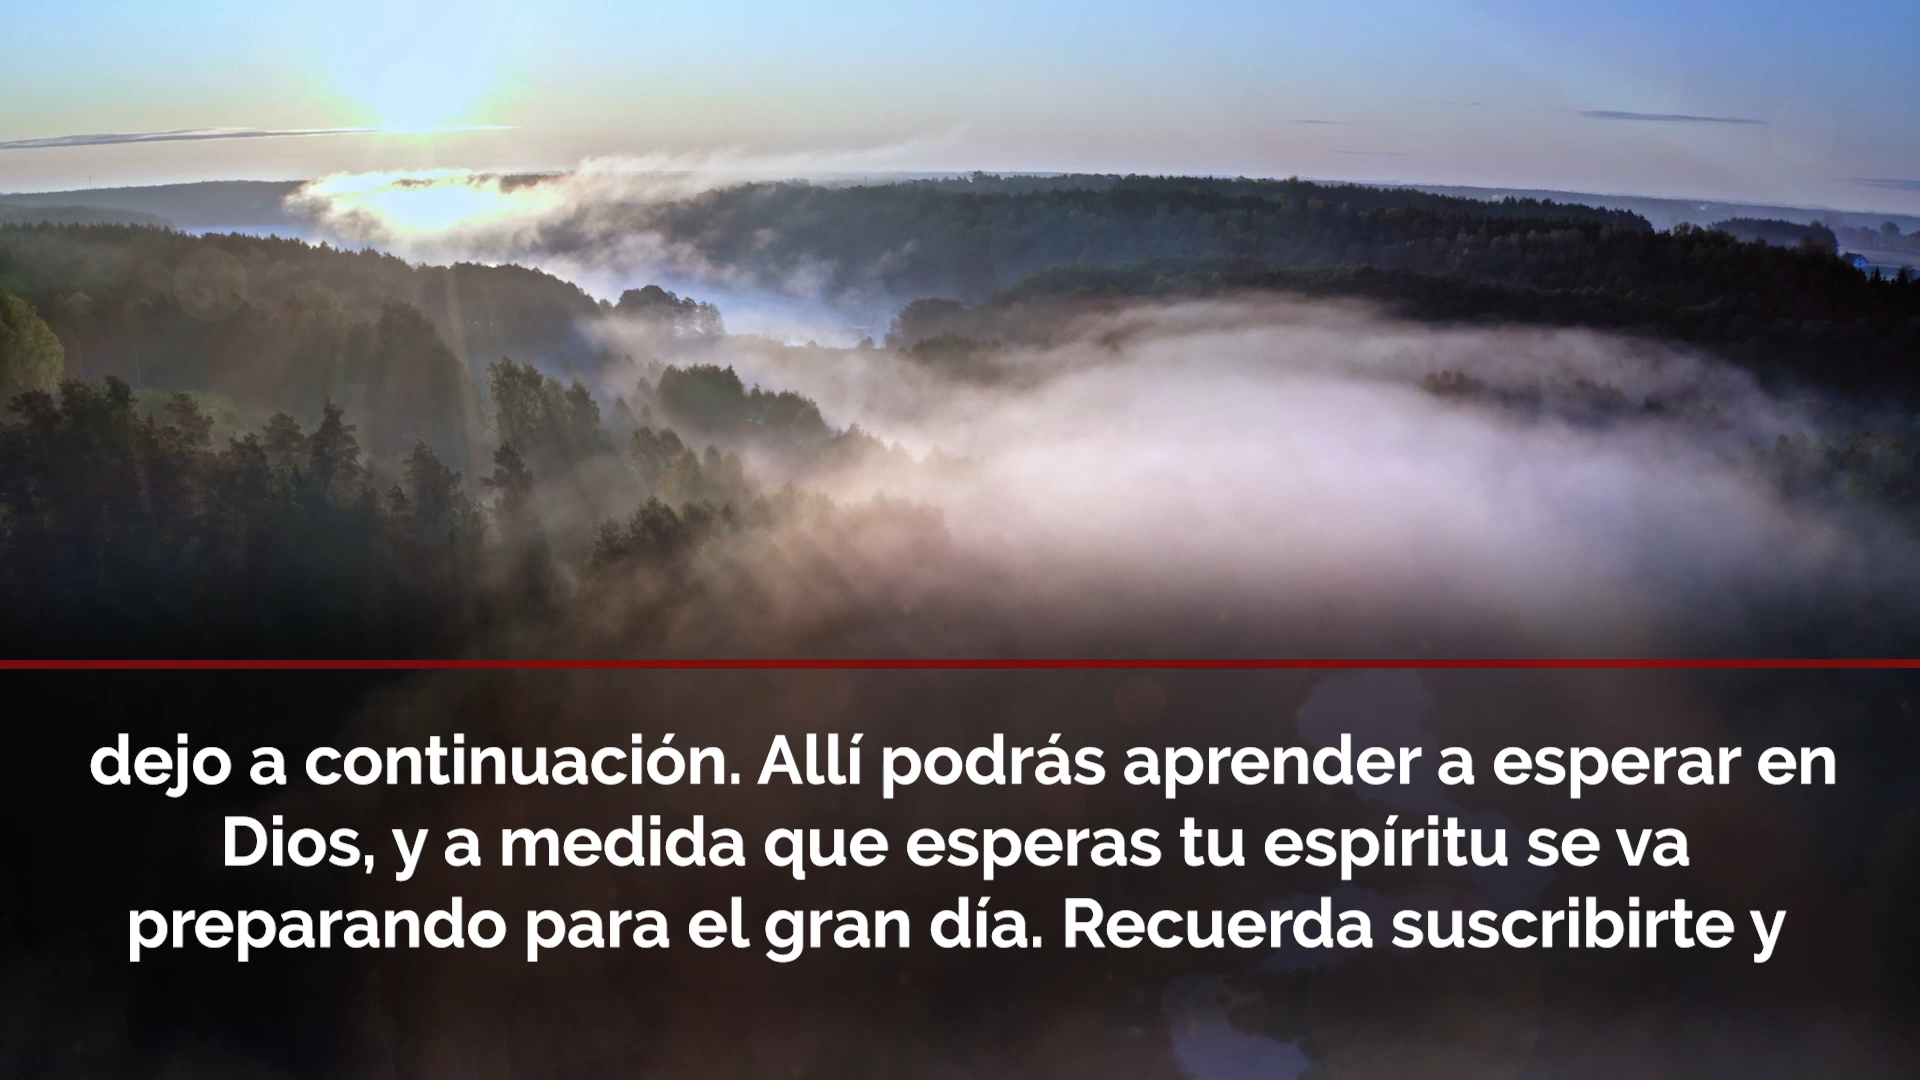 dejo a continuación. Allí podrás aprender a esperar en
Dios, y a medida que esperas tu espíritu se va
preparando para el gran día. Recuerda suscribirte y